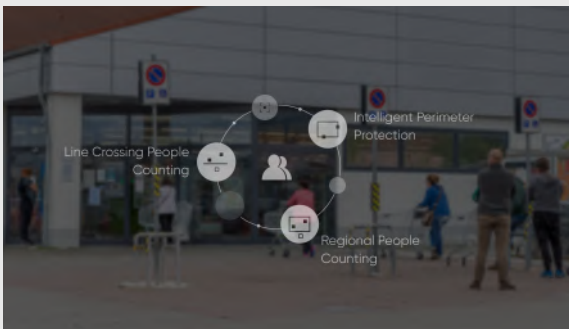 Intelligent Perimeter
Protection
Line Crossing People
Counting
Regional People
Counting